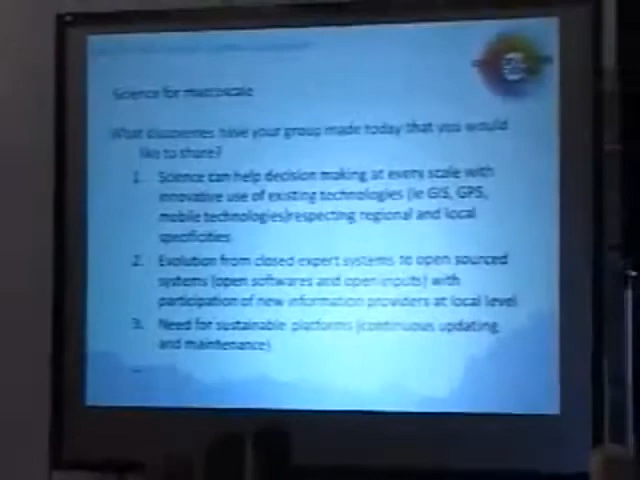 Science for multiscale
What discoveries have your group made today that you would
like to share?
1. Science can help decision making at every scale with
innovative use of existing technologies (ie GIS, GPS,
mobile technologies)respecting regional and local
specificities
2. Evolution from closed expert systems to open sourced
systems (open softwares and open inputs) with
participation of new information providers at local level
3. Need for sustainable platforms (continuous updating
and maintenance)
...